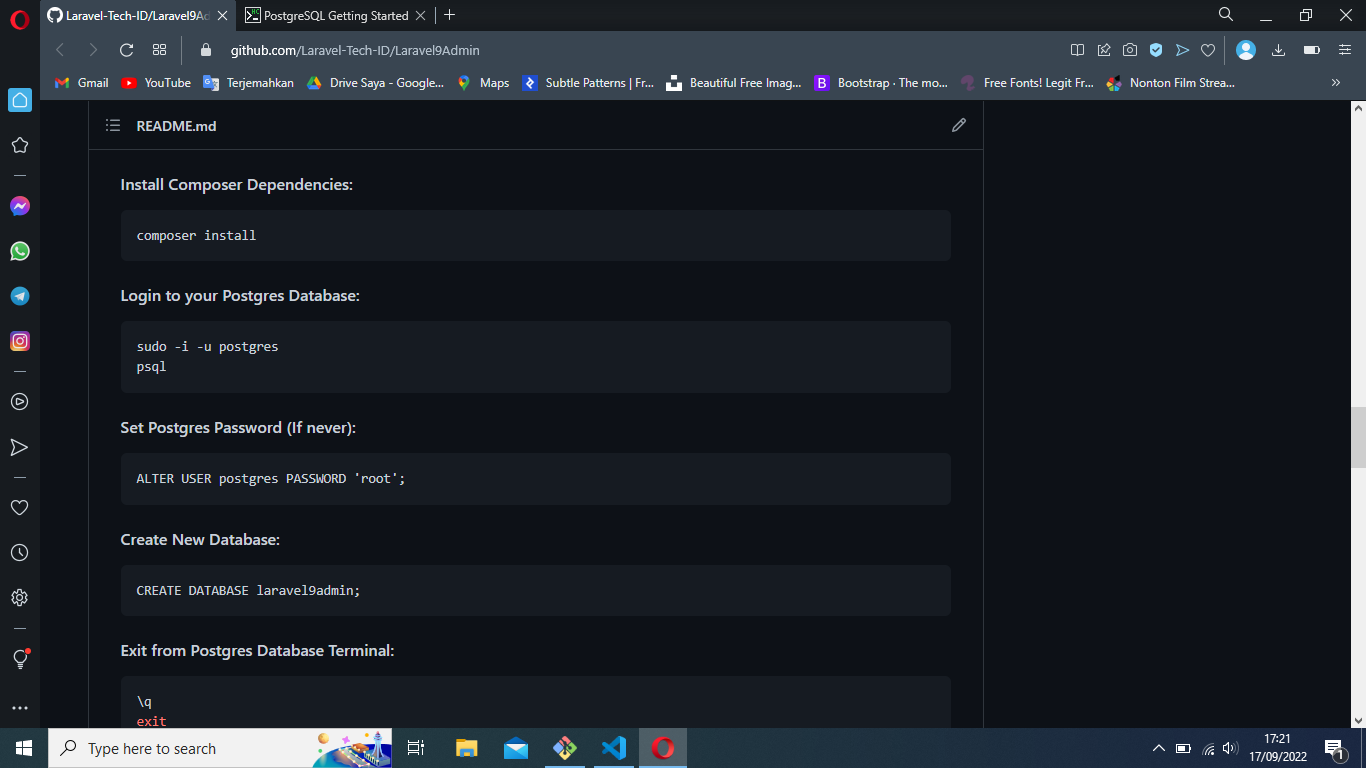 Laravel-Tech-ID/Laravel9Ad
PostgreSQL Getting Started
github.com/Laravel-Tech-ID/Laravel9Admin
Gmail
YouTube
Terjemahkan
Drive Saya - Google...
Maps
Subtle Patterns | Fr...
Beautiful Free Imag...
B
Bootstrap · The mo...
Free Fonts! Legit Fr...
Nonton Film Strea...
»
README.md
Install Composer Dependencies:
composer install
Login to your Postgres Database:
sudo -i -u postgres
psql
Set Postgres Password (If never):
ALTER USER postgres PASSWORD 'root';
Create New Database:
CREATE DATABASE laravel9admin;
Exit from Postgres Database Terminal:
\q
exit
Type here to search
17:21
17/09/2022
1